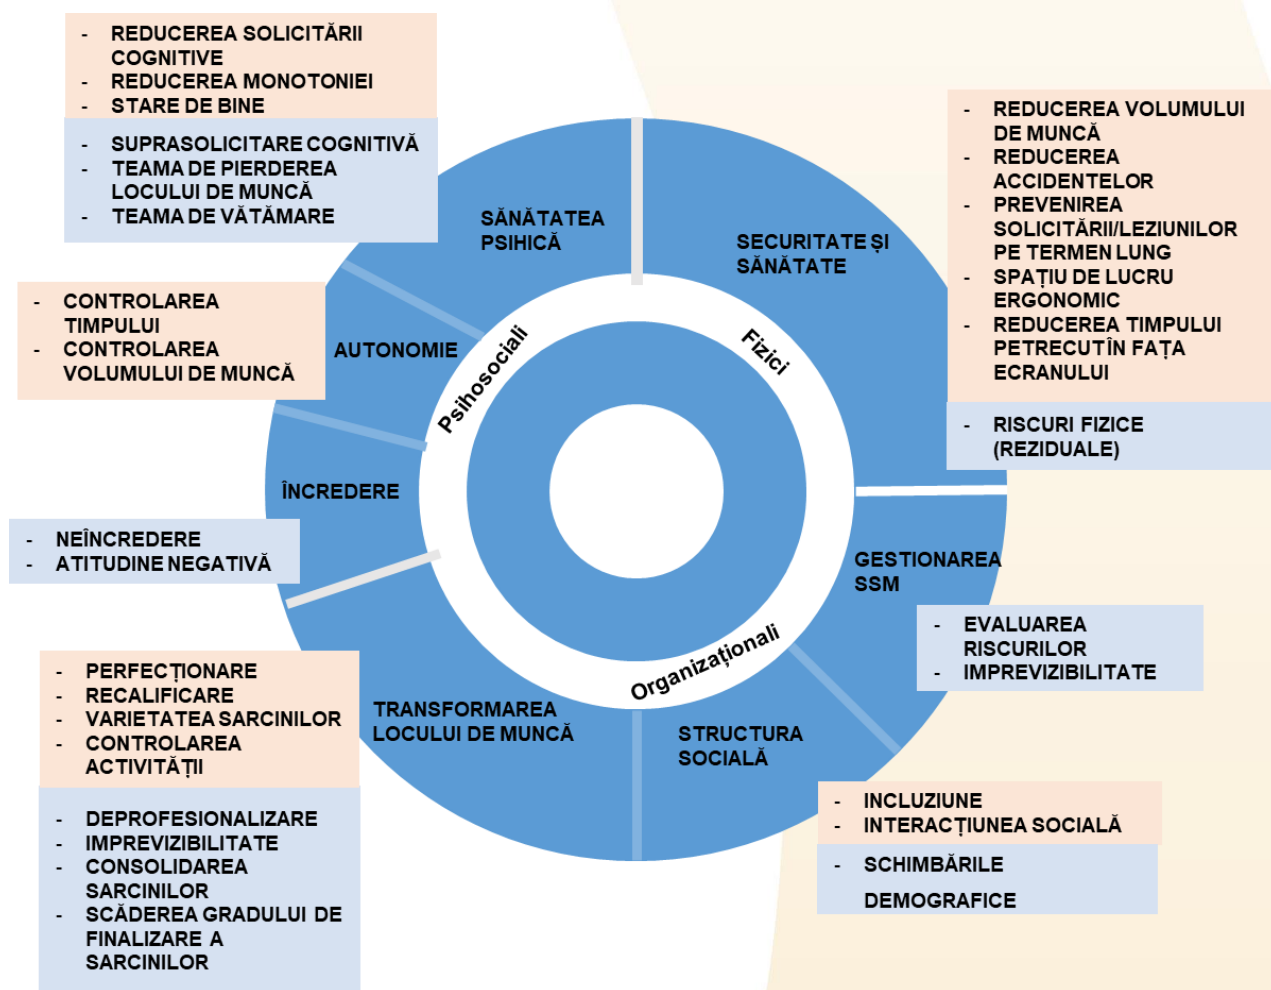 - REDUCEREA SOLICITĂRII
COGNITIVE
- REDUCEREA MONOTONIEI
- STARE DE BINE
- SUPRASOLICITARE COGNITIVĂ
- TEAMA DE PIERDEREA
LOCULUI DE MUNCĂ
- TEAMA DE VĂTĂMARE
SĂNĂTATEA
PSIHICĂ
SECURITATE ȘI
SĂNĂTATE
- REDUCEREA VOLUMULUI
DE MUNCĂ
- REDUCEREA
ACCIDENTELOR
- PREVENIREA
SOLICITĂRII/LEZIUNILOR
PE TERMEN LUNG
- SPAȚIU DE LUCRU
ERGONOMIC
- REDUCEREA TIMPULUI
PETRECUT ÎN FAȚA
ECRANULUI
- RISCURI FIZICE
(REZIDUALE)
- CONTROLAREA
TIMPULUI
- CONTROLAREA
VOLUMULUI DE MUNCĂ
AUTONOMIE
Psihosociali
Fizici
ÎNCREDERE
- NEÎNCREDERE
- ATITUDINE NEGATIVĂ
GESTIONAREA
SSM
- EVALUAREA
RISCURILOR
- IMPREVIZIBILITATE
Organizaționali
- PERFECȚIONARE
- RECALIFICARE
- VARIETATEA SARCINILOR
- CONTROLAREA
ACTIVITĂȚII
TRANSFORMAREA
LOCULUI DE MUNCĂ
STRUCTURA
SOCIALĂ
- DEPROFESIONALIZARE
- IMPREVIZIBILITATE
- CONSOLIDAREA
SARCINILOR
- SCĂDEREA GRADULUI DE
FINALIZARE A
SARCINILOR
- INCLUZIUNE
- INTERACȚIUNEA SOCIALĂ
- SCHIMBĂRILE
DEMOGRAFICE